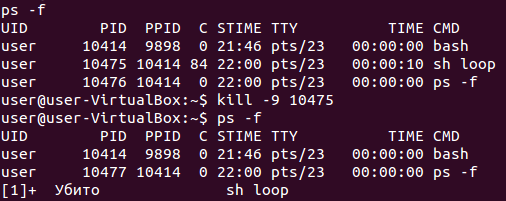 ps -f
UID        PID  PPID  C STIME TTY          TIME CMD
user     10414  9898  0 21:46 pts/23   00:00:00 bash
user     10475 10414 84 22:00 pts/23   00:00:10 sh loop
user     10476 10414  0 22:00 pts/23   00:00:00 ps -f
user@user-VirtualBox:~$ kill -9 10475
user@user-VirtualBox:~$ ps -f
UID        PID  PPID  C STIME TTY          TIME CMD
user     10414  9898  0 21:46 pts/23   00:00:00 bash
user     10477 10414  0 22:00 pts/23   00:00:00 ps -f
[1]+  Убито              sh loop